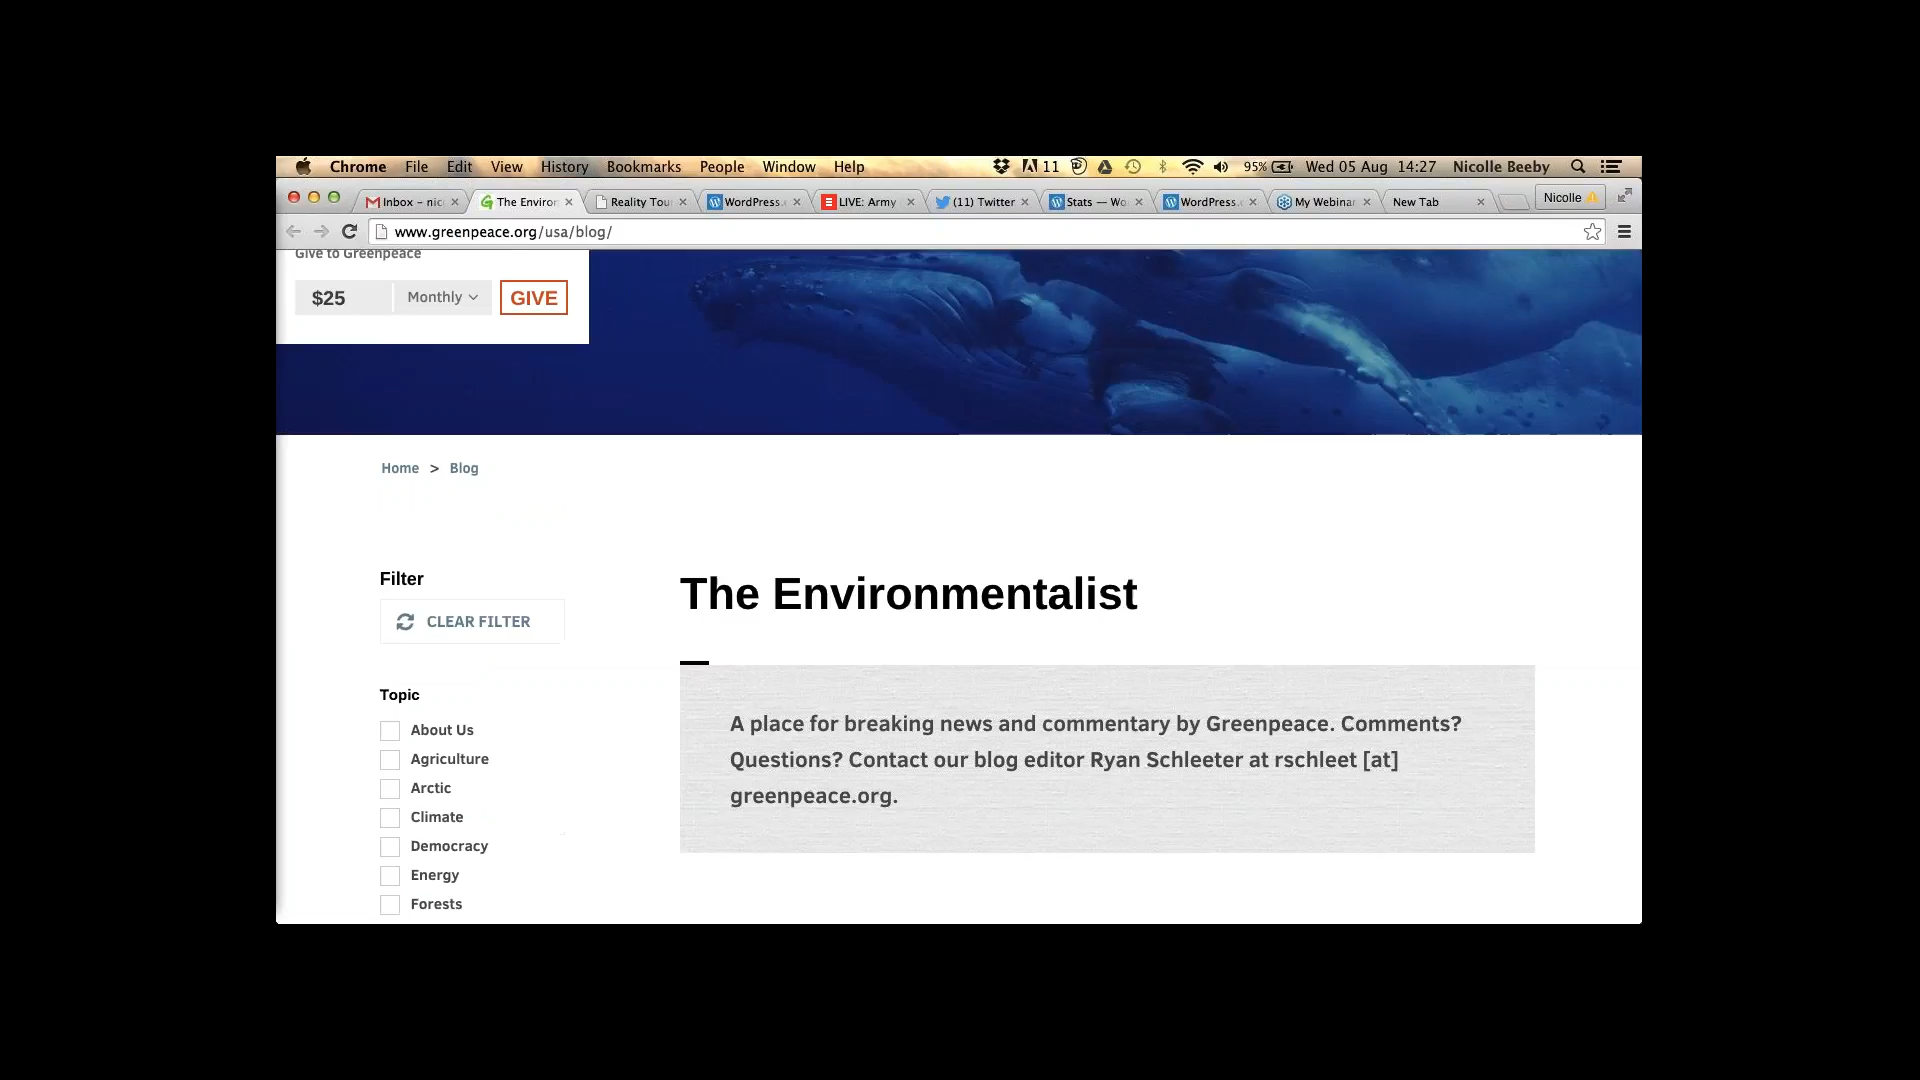 Chrome File Edit View History Bookmarks People Window Help 11 95% Wed 05 Aug 14:27 Nicolle Beeby
Inbox – nic The Environ Reality Tou WordPress. LIVE: Army (11) Twitter Stats — Wo WordPress. My Webinar New Tab Nicolle
www.greenpeace.org/usa/blog/
Give to Greenpeace
$25 Monthly GIVE
Home > Blog
Filter
CLEAR FILTER
The Environmentalist
Topic
About Us
Agriculture
Arctic
Climate
Democracy
Energy
Forests
A place for breaking news and commentary by Greenpeace. Comments?
Questions? Contact our blog editor Ryan Schleeter at rschleet [at]
greenpeace.org.